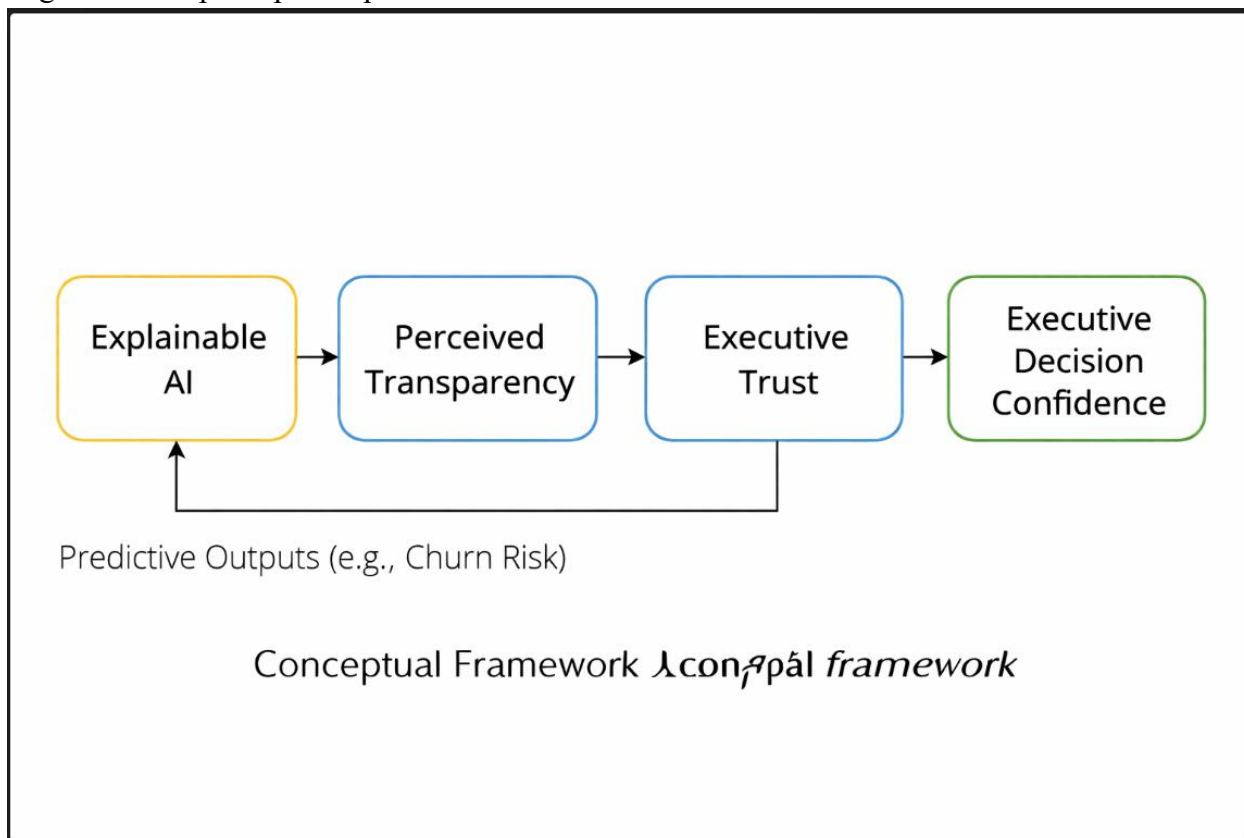 Explainable
AI
Perceived
Transparency
Executive
Trust
Executive
Decision
Confidence
Predictive Outputs (e.g., Churn Risk)
Conceptual Framework framework